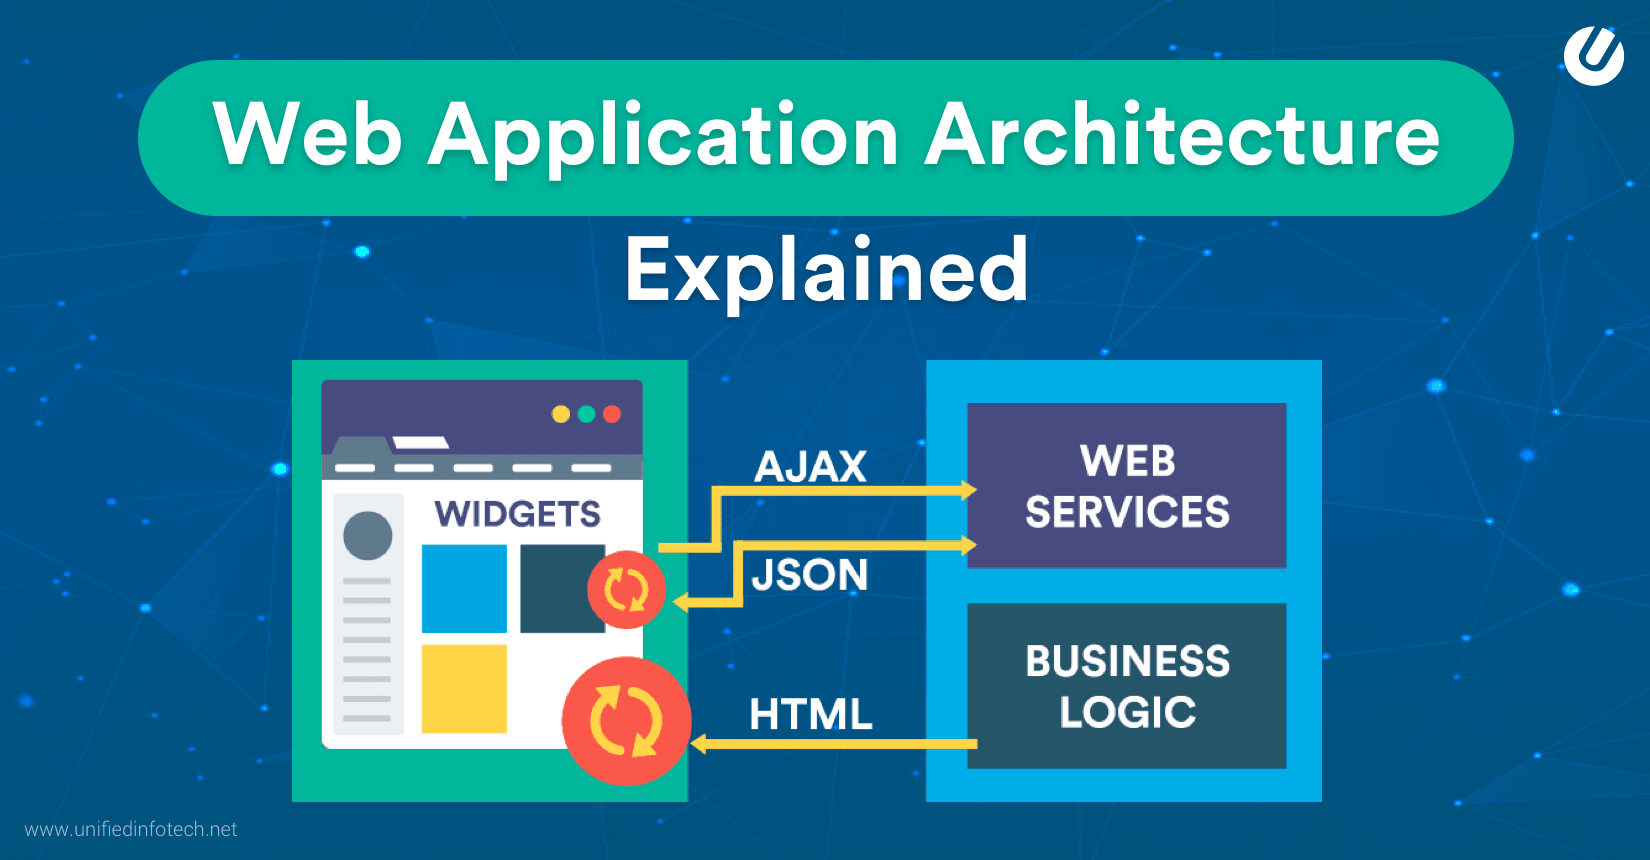 Web Application Architecture
Explained
WIDGETS
AJAX
JSON
HTML
WEB
SERVICES
BUSINESS
LOGIC
www.unifiedinfotech.net